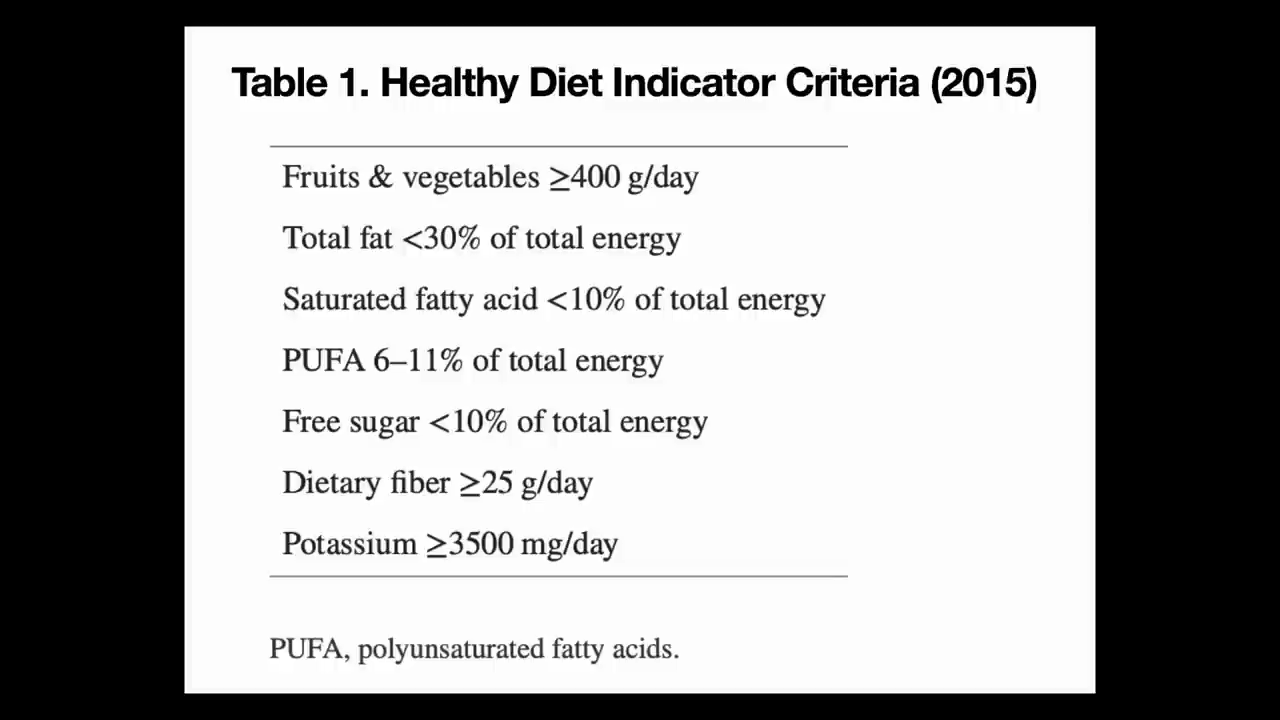 Table 1. Healthy Diet Indicator Criteria (2015)
Fruits & vegetables ≥400 g/day
Total fat <30% of total energy
Saturated fatty acid <10% of total energy
PUFA 6–11% of total energy
Free sugar <10% of total energy
Dietary fiber ≥25 g/day
Potassium ≥3500 mg/day
PUFA, polyunsaturated fatty acids.